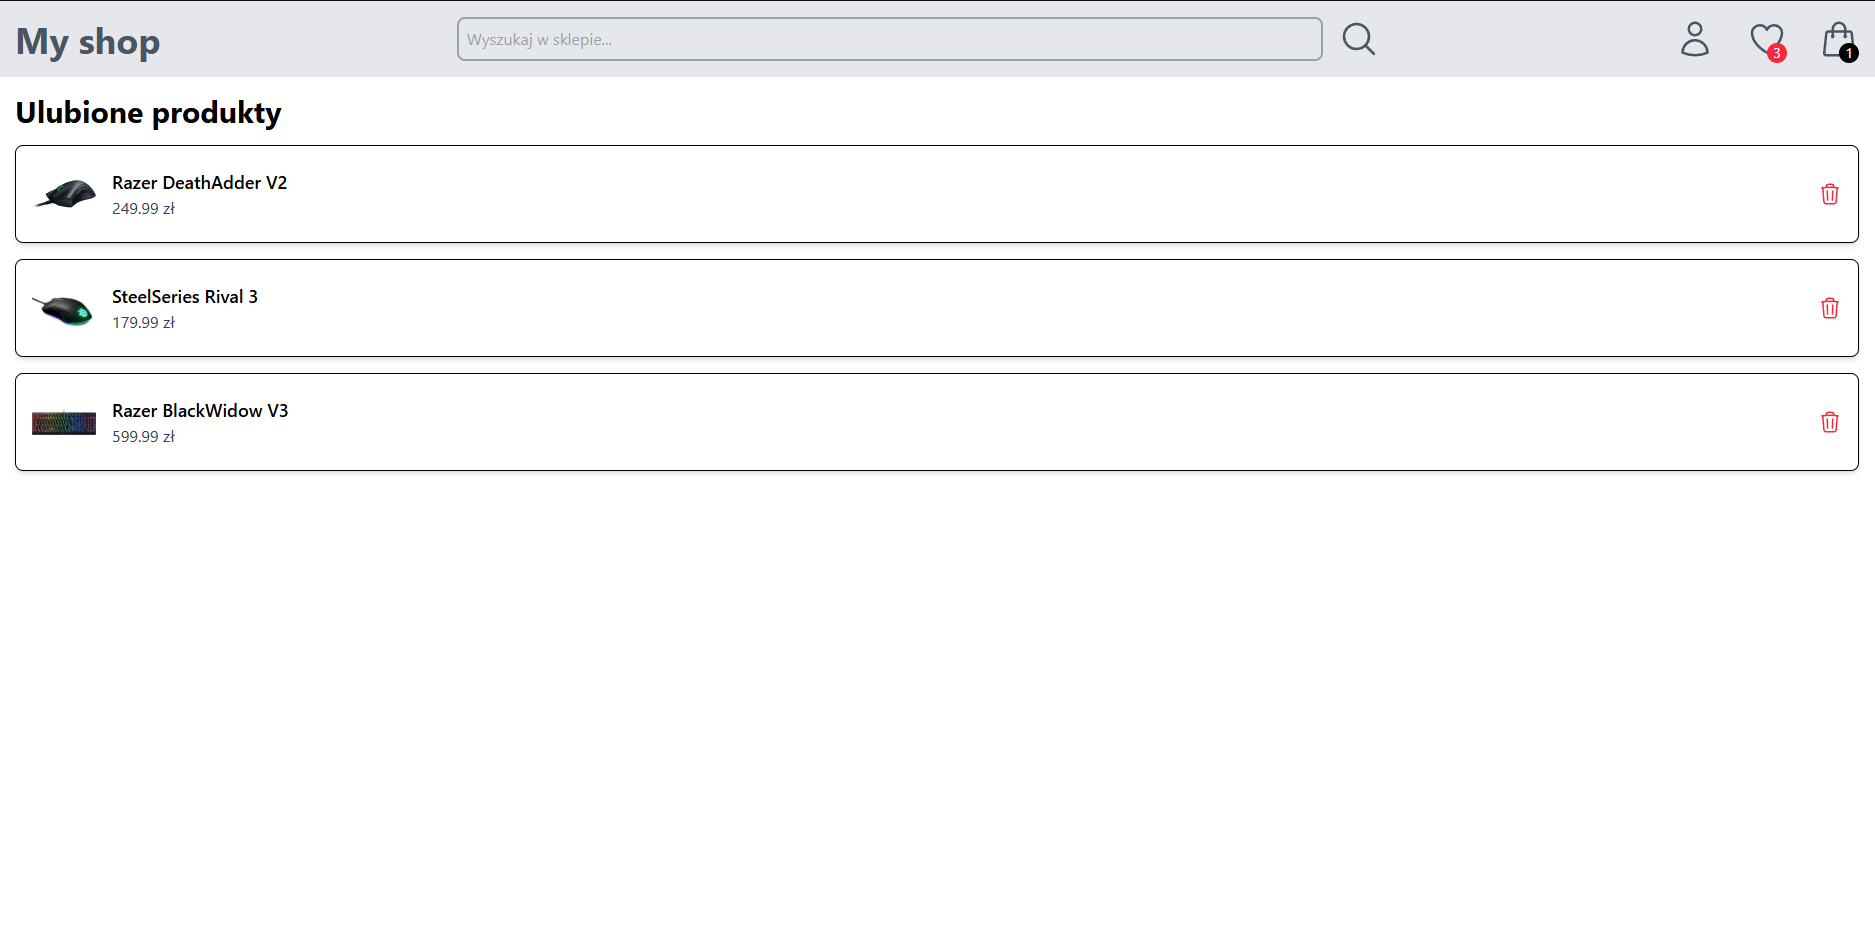 My shop
Wyszukaj w sklepie...
3
1
Ulubione produkty
Razer DeathAdder V2
249.99 zł
SteelSeries Rival 3
179.99 zł
Razer BlackWidow V3
599.99 zł